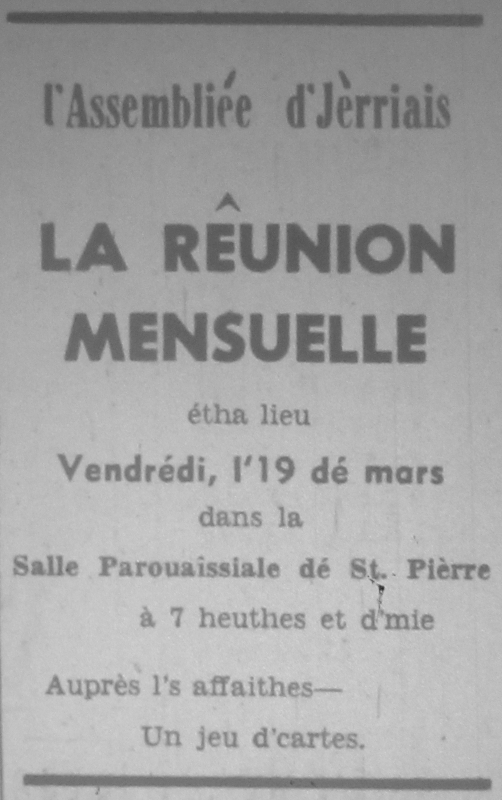 l'Assembliée d'Jèrriais
LA RÊUNION
MENSUELLE
étha lieu
Vendrédi, l'19 dé mars
dans la
Salle Parouaissiale dé St. Pièrre
à 7 heuthes et d'mie
Auprès l's affaithes—
Un jeu d'cartes.